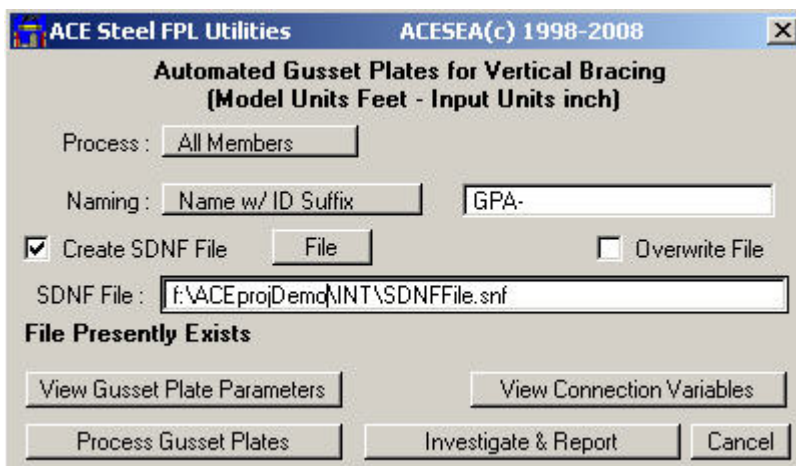 ACE Steel FPL Utilities ACESEA(c) 1998-2008
Automated Gusset Plates for Vertical Bracing
(Model Units Feet - Input Units inch)
Process : All Members
Naming : Name w/ ID Suffix GPA-
Create SDNF File File Overwrite File
SDNF File : f:\ACEprojDemo\INT\SDNFFile.snf
File Presently Exists
View Gusset Plate Parameters View Connection Variables
Process Gusset Plates Investigate & Report Cancel